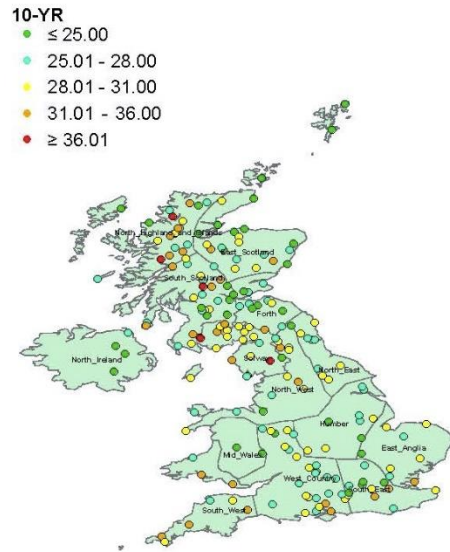 10-YR
≤ 25.00
25.01 - 28.00
28.01 - 31.00
31.01 - 36.00
≥ 36.01
North_Highland_and_Islands
East_Scotland
South_Scotland
Forth
North_Ireland
Solway
North_East
North_West
Humber
East_Anglia
Mid_Wales
West_Country
South_East
South_West